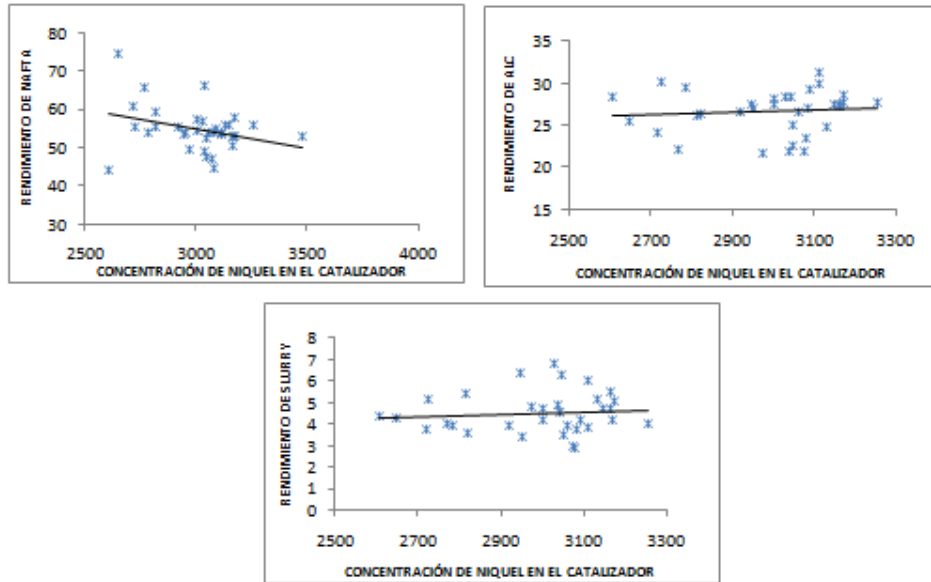 RENDIMIENTO DE NAFTA
80
70
60
50
40
30
2500 3000 3500 4000
CONCENTRACIÓN DE NIQUEL EN EL CATALIZADOR
RENDIMIENTO DE ALC
35
30
25
20
15
2500 2700 2900 3100 3300
CONCENTRACIÓN DE NIQUEL EN EL CATALIZADOR
RENDIMIENTO DE SLURRY
8
7
6
5
4
3
2
1
0
2500 2700 2900 3100 3300
CONCENTRACIÓN DE NIQUEL EN EL CATALIZADOR